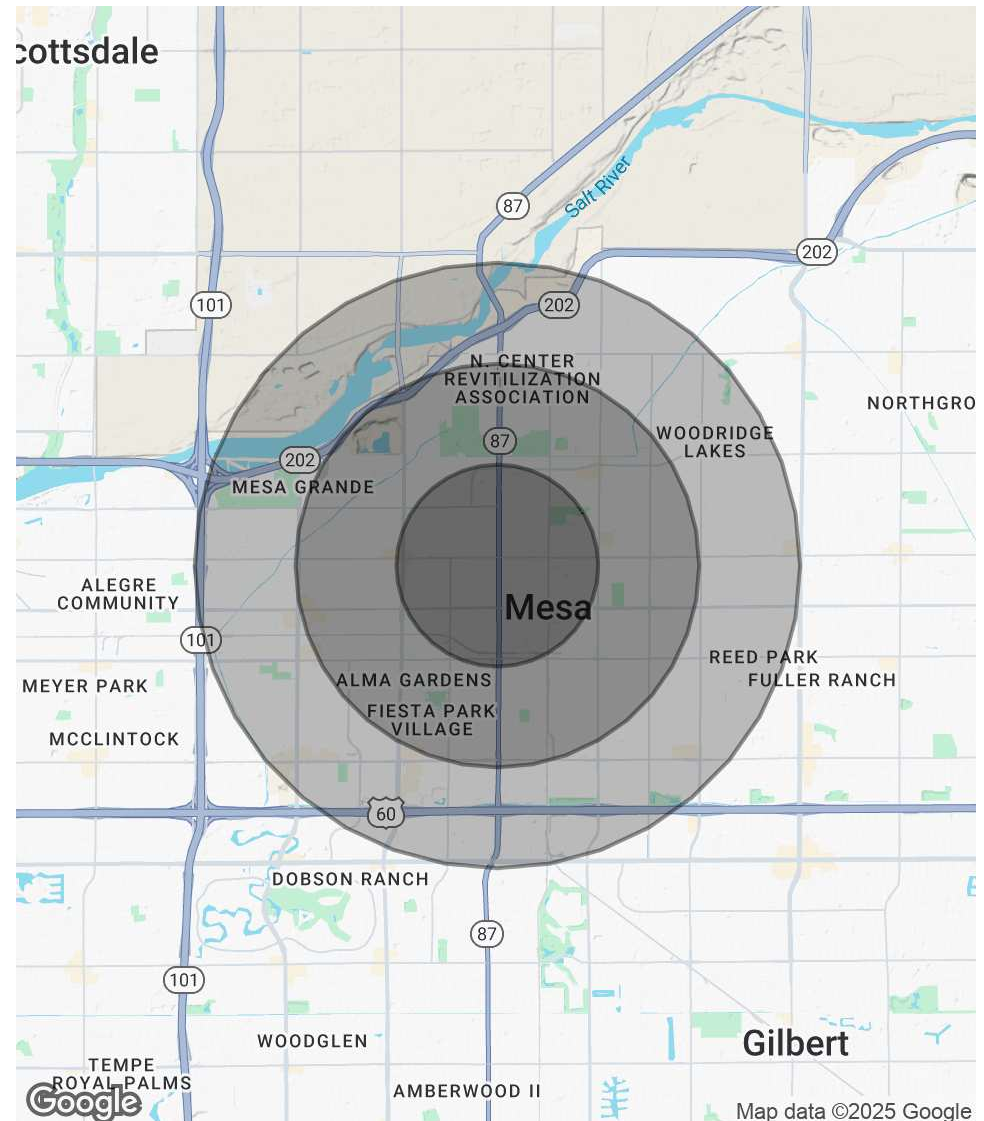 cottsdale
87
Salt River
202
101
202
N. CENTER
REVITILIZATION
ASSOCIATION
NORTHGRO
87
WOODRIDGE
LAKES
202
MESA GRANDE
ALEGRE
COMMUNITY
Mesa
101
REED PARK
MEYER PARK
ALMA GARDENS
FULLER RANCH
FIESTA PARK
VILLAGE
MCCLINTOCK
60
DOBSON RANCH
87
101
WOODGLEN
Gilbert
TEMPE
ROYAL PALMS
AMBERWOOD II
Google
Map data ©2025 Google